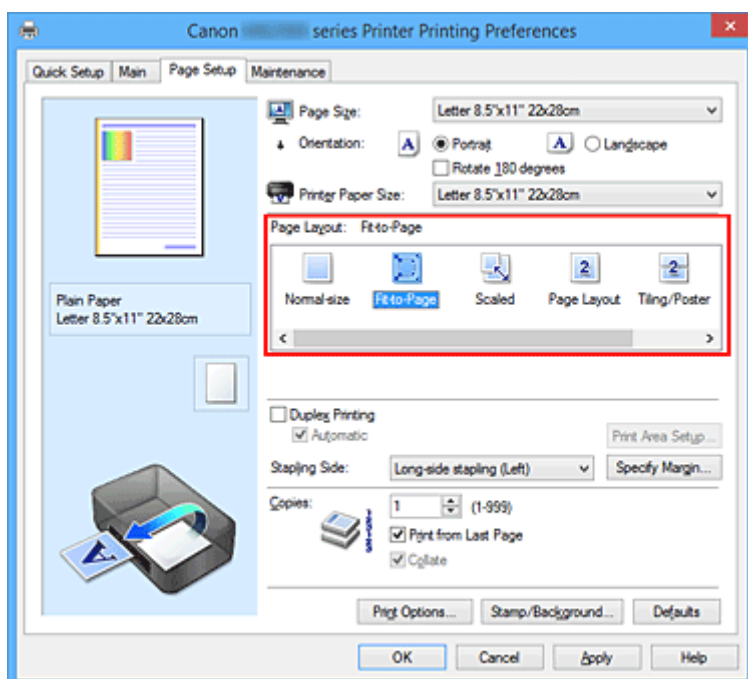 Canon series Printer Printing Preferences
Quick Setup Main Page Setup Maintenance
Page Size: Letter 8.5"x11" 22x28cm
Orientation: A Portrait A Landscape
Rotate 180 degrees
Printer Paper Size: Letter 8.5"x11" 22x28cm
Page Layout: Fit-to-Page
2 2
Normal-size Fit-to-Page Scaled Page Layout Tiling/Poster
Plain Paper
Letter 8.5"x11" 22x28cm
Duplex Printing
Automatic Print Area Setup...
Stapling Side: Long-side stapling (Left) Specify Margin...
Copies: 1 (1-999)
Print from Last Page
Collate
A
Print Options... Stamp/Background... Defaults
OK Cancel Apply Help